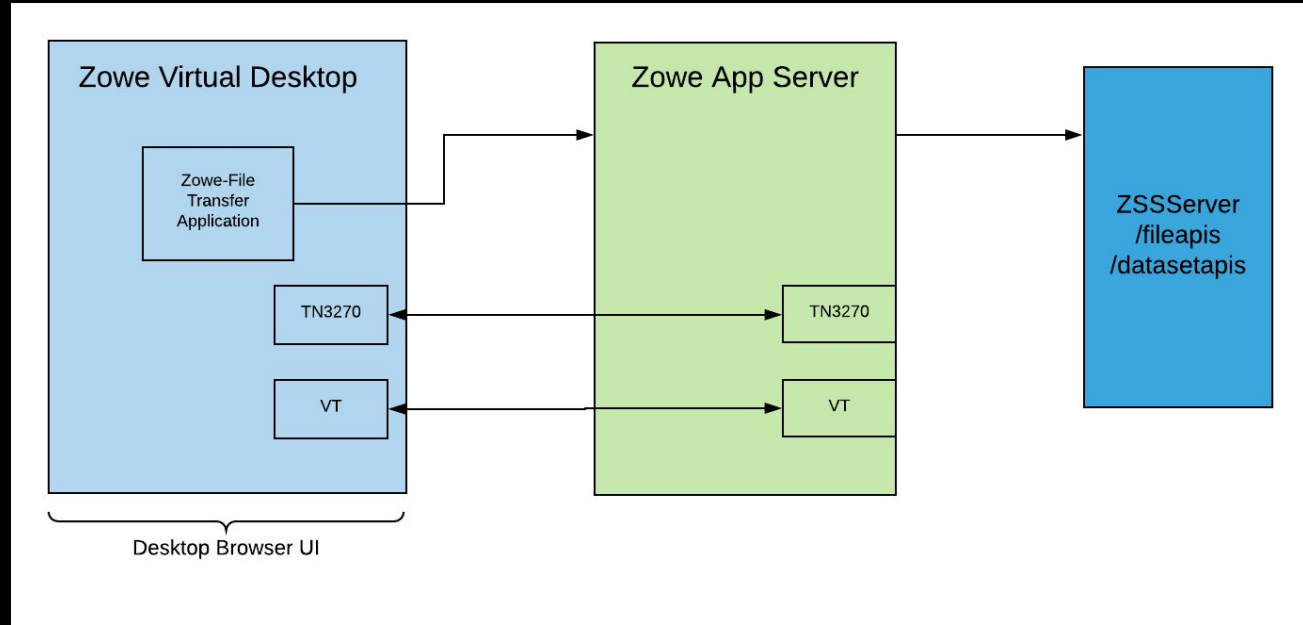 Zowe Virtual Desktop
Zowe-File
Transfer
Application
TN3270
VT
Desktop Browser UI
Zowe App Server
TN3270
VT
ZSSServer
/fileapis
/datasetapis